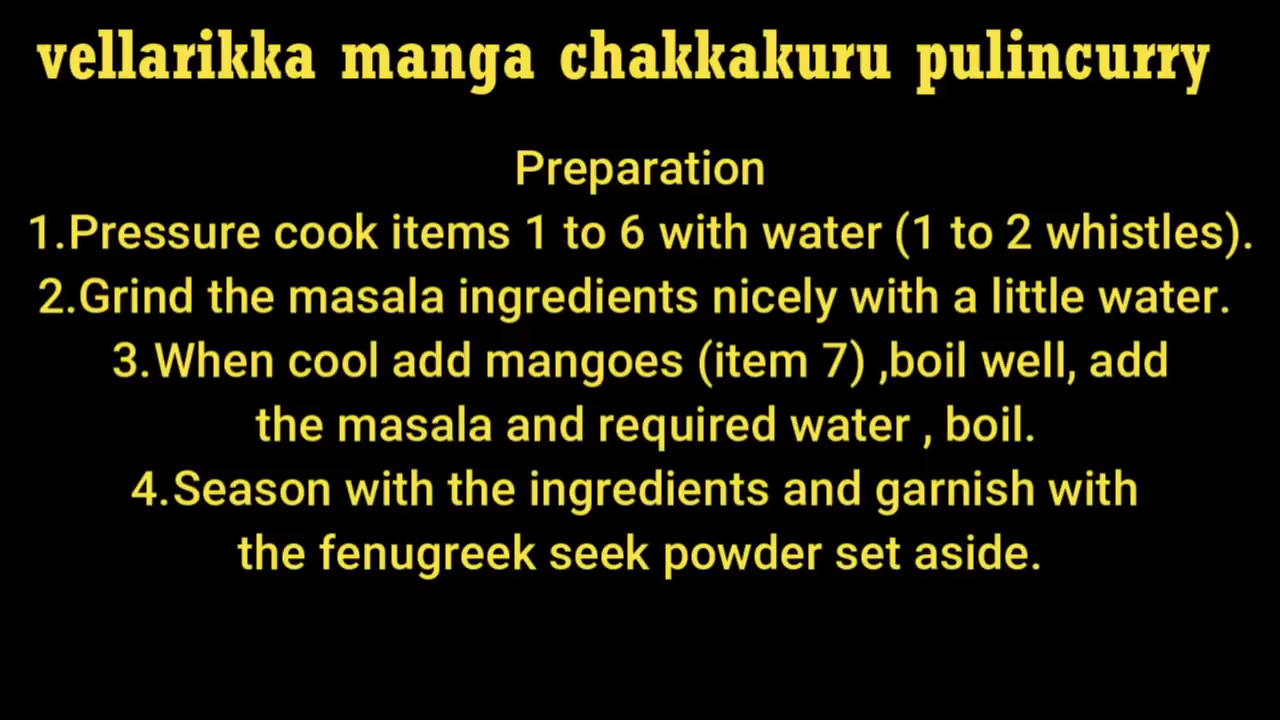 vellarikka manga chakkakuru pulincurry
Preparation
1.Pressure cook items 1 to 6 with water (1 to 2 whistles).
2.Grind the masala ingredients nicely with a little water.
3.When cool add mangoes (item 7) ,boil well, add
the masala and required water , boil.
4.Season with the ingredients and garnish with
the fenugreek seek powder set aside.